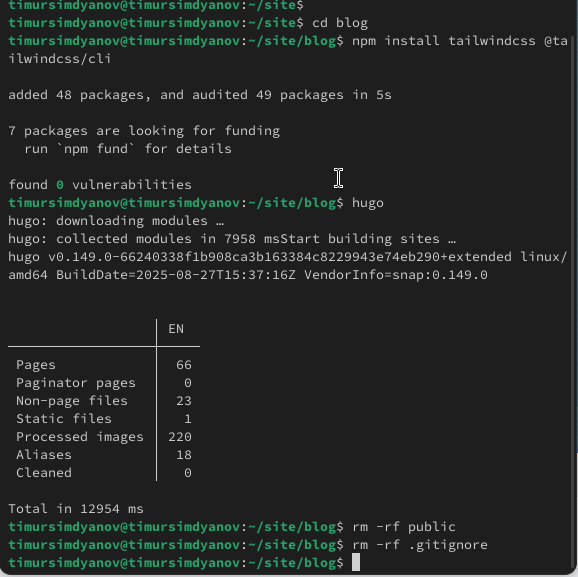 timursimdyanov@timursimdyanov:~/site$
timursimdyanov@timursimdyanov:~/site$ cd blog
timursimdyanov@timursimdyanov:~/site/blog$ npm install tailwindcss @ta
ilwindcss/cli
added 48 packages, and audited 49 packages in 5s
7 packages are looking for funding
  run `npm fund` for details
found 0 vulnerabilities
timursimdyanov@timursimdyanov:~/site/blog$ hugo
hugo: downloading modules …
hugo: collected modules in 7958 msStart building sites …
hugo v0.149.0-66240338f1b908ca3b163384c8229943e74eb290+extended linux/
amd64 BuildDate=2025-08-27T15:37:16Z VendorInfo=snap:0.149.0
EN
Pages 66
Paginator pages 0
Non-page files 23
Static files 1
Processed images 220
Aliases 18
Cleaned 0
Total in 12954 ms
timursimdyanov@timursimdyanov:~/site/blog$ rm -rf public
timursimdyanov@timursimdyanov:~/site/blog$ rm -rf .gitignore
timursimdyanov@timursimdyanov:~/site/blog$